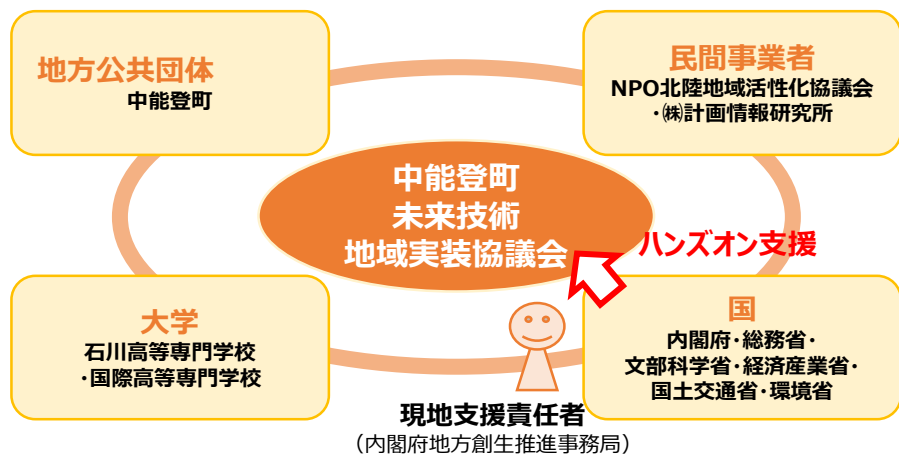 地方公共団体
中能登町
民間事業者
NPO北陸地域活性化協議会
・㈱計画情報研究所
中能登町
未来技術
地域実装協議会
ハンズオン支援
大学
石川高等専門学校
・国際高等専門学校
国
内閣府・総務省・
文部科学省・経済産業省・
国土交通省・環境省
現地支援責任者
（内閣府地方創生推進事務局）